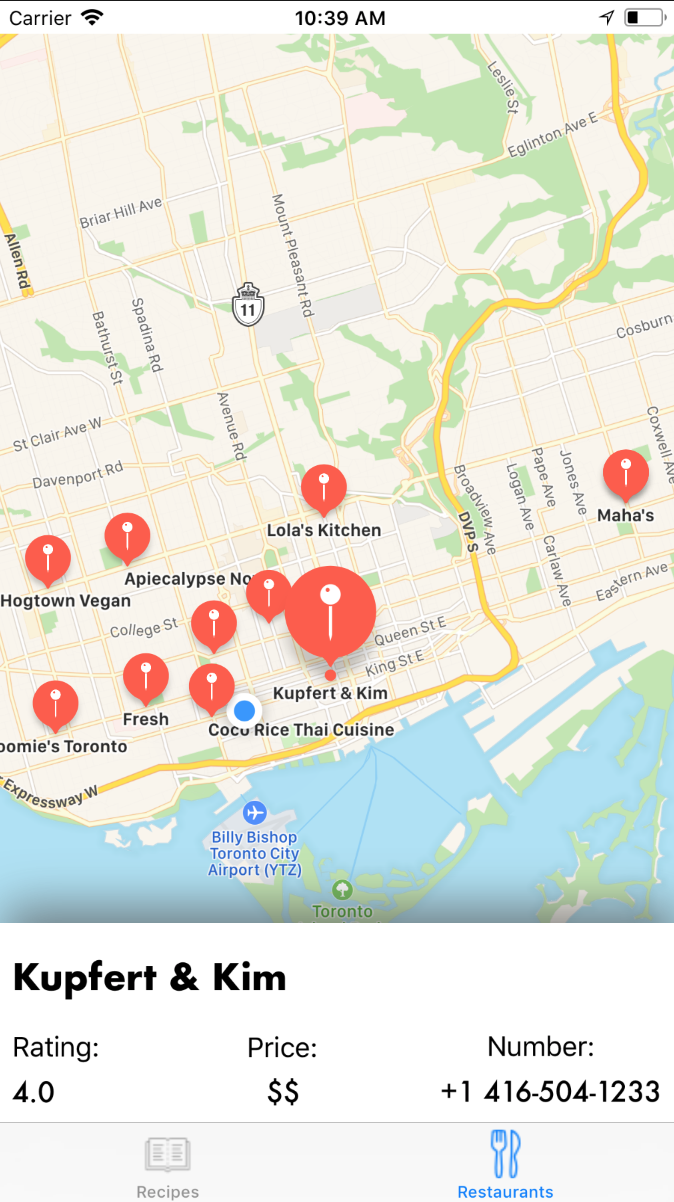 Carrier
10:39 AM
Leslie St
Eglinton Ave E
Briar Hill Ave
Mount Pleasant Rd
Allen Rd
11
Spadina Rd
Bathurst St
Cosburn
Avenue Rd
St Clair Ave W
Coxwell Ave
Davenport Rd
Pape Ave
Jones Ave
Logan Ave
Broadview Ave
DVP S
Maha's
Lola's Kitchen
Carlaw Ave
Eastern Ave
Apiecalypse No
Hogtown Vegan
College St
Queen St E
King St E
Kupfert & Kim
Fresh
Coco Rice Thai Cuisine
oomie's Toronto
Expressway W
Billy Bishop
Toronto City
Airport (YTZ)
Toronto
Kupfert & Kim
Rating:
Price:
Number:
4.0
$$
+1 416-504-1233
Recipes
Restaurants